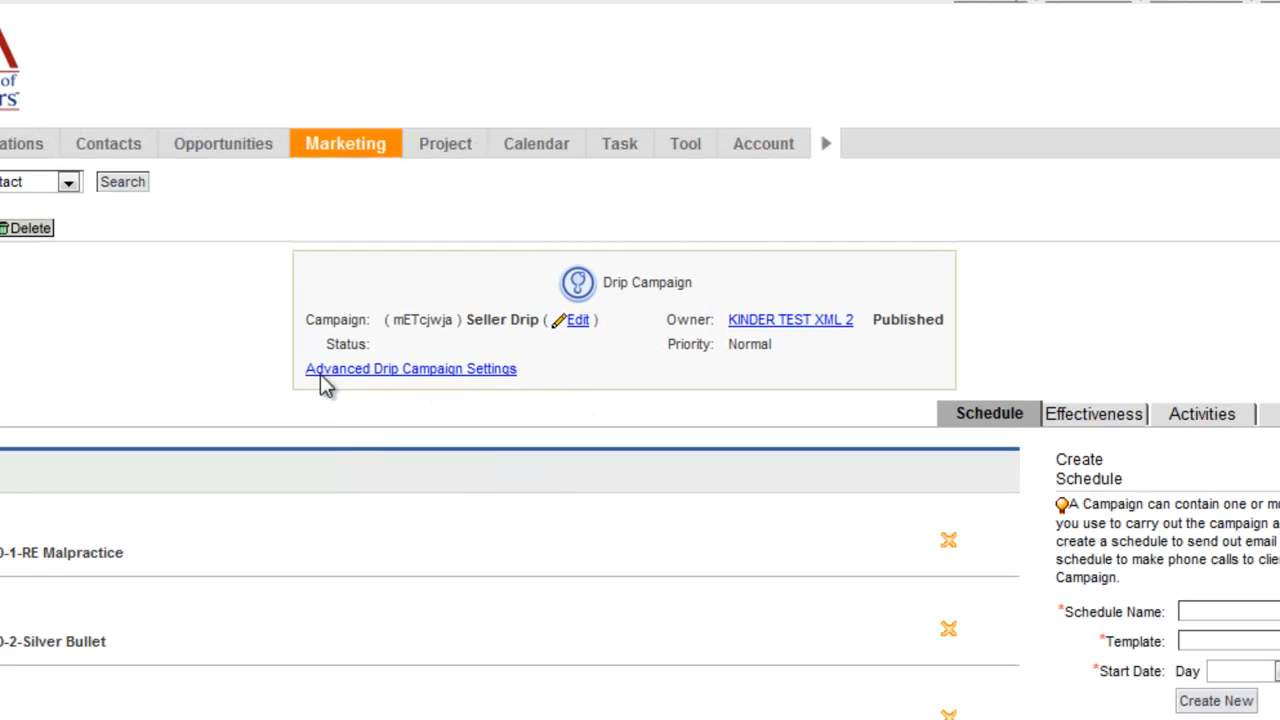 of
rs
ations Contacts Opportunities Marketing Project Calendar Task Tool Account
tact Search
Delete
Drip Campaign
Campaign: ( mETcjwja ) Seller Drip ( Edit ) Owner: KINDER TEST XML 2 Published
Status: Priority: Normal
Advanced Drip Campaign Settings
Schedule Effectiveness Activities
Create
Schedule
A Campaign can contain one or mo
you use to carry out the campaign a
create a schedule to send out email
schedule to make phone calls to clie
Campaign.
0-1-RE Malpractice
0-2-Silver Bullet
*Schedule Name:
*Template:
*Start Date: Day
Create New